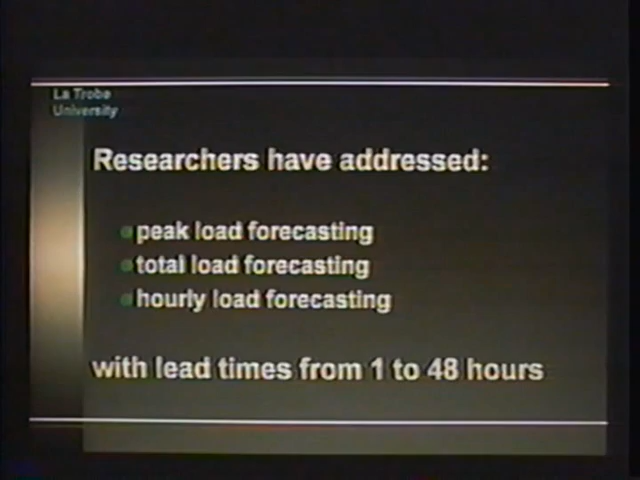 La Trobe
University
Researchers have addressed:
peak load forecasting
total load forecasting
hourly load forecasting
with lead times from 1 to 48 hours